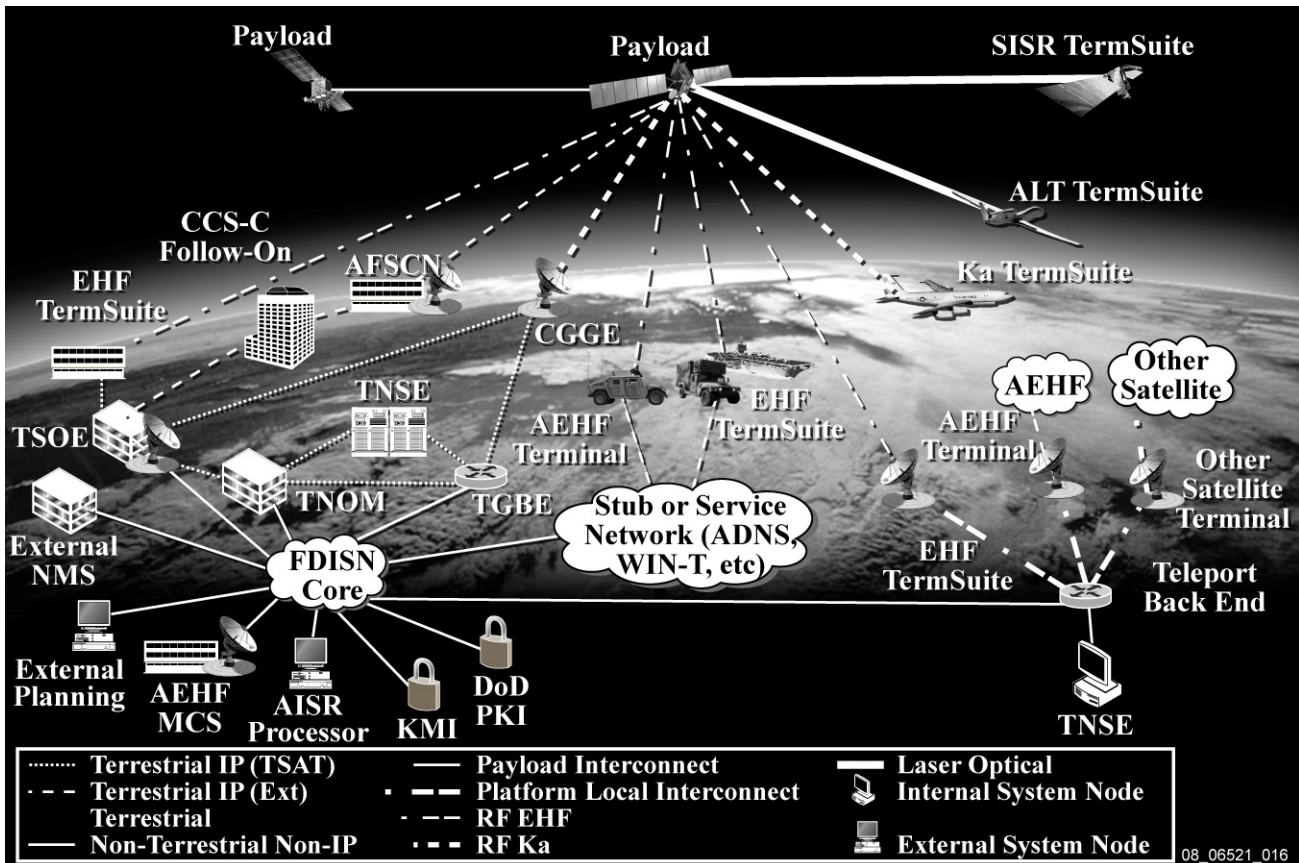 Payload
Payload
SISR TermSuite
ALT TermSuite
CCS-C
Follow-On
AFSCN
EHF
TermSuite
Ka TermSuite
CGGE
TNSE
AEHF
Other
Satellite
TSOE
AEHF
Terminal
EHF
TermSuite
AEHF
Terminal
TNOM
TGBE
Other
Satellite
Terminal
External
NMS
FDISN
Core
Stub or Service
Network (ADNS,
WIN-T, etc)
EHF
TermSuite
Teleport
Back End
External
Planning
AEHF
MCS
AISR
Processor
KMI
DoD
PKI
TNSE
Terrestrial IP (TSAT)
Terrestrial IP (Ext)
Terrestrial
Non-Terrestrial Non-IP
Payload Interconnect
Platform Local Interconnect
RF EHF
RF Ka
Laser Optical
Internal System Node
External System Node
08_06521_016